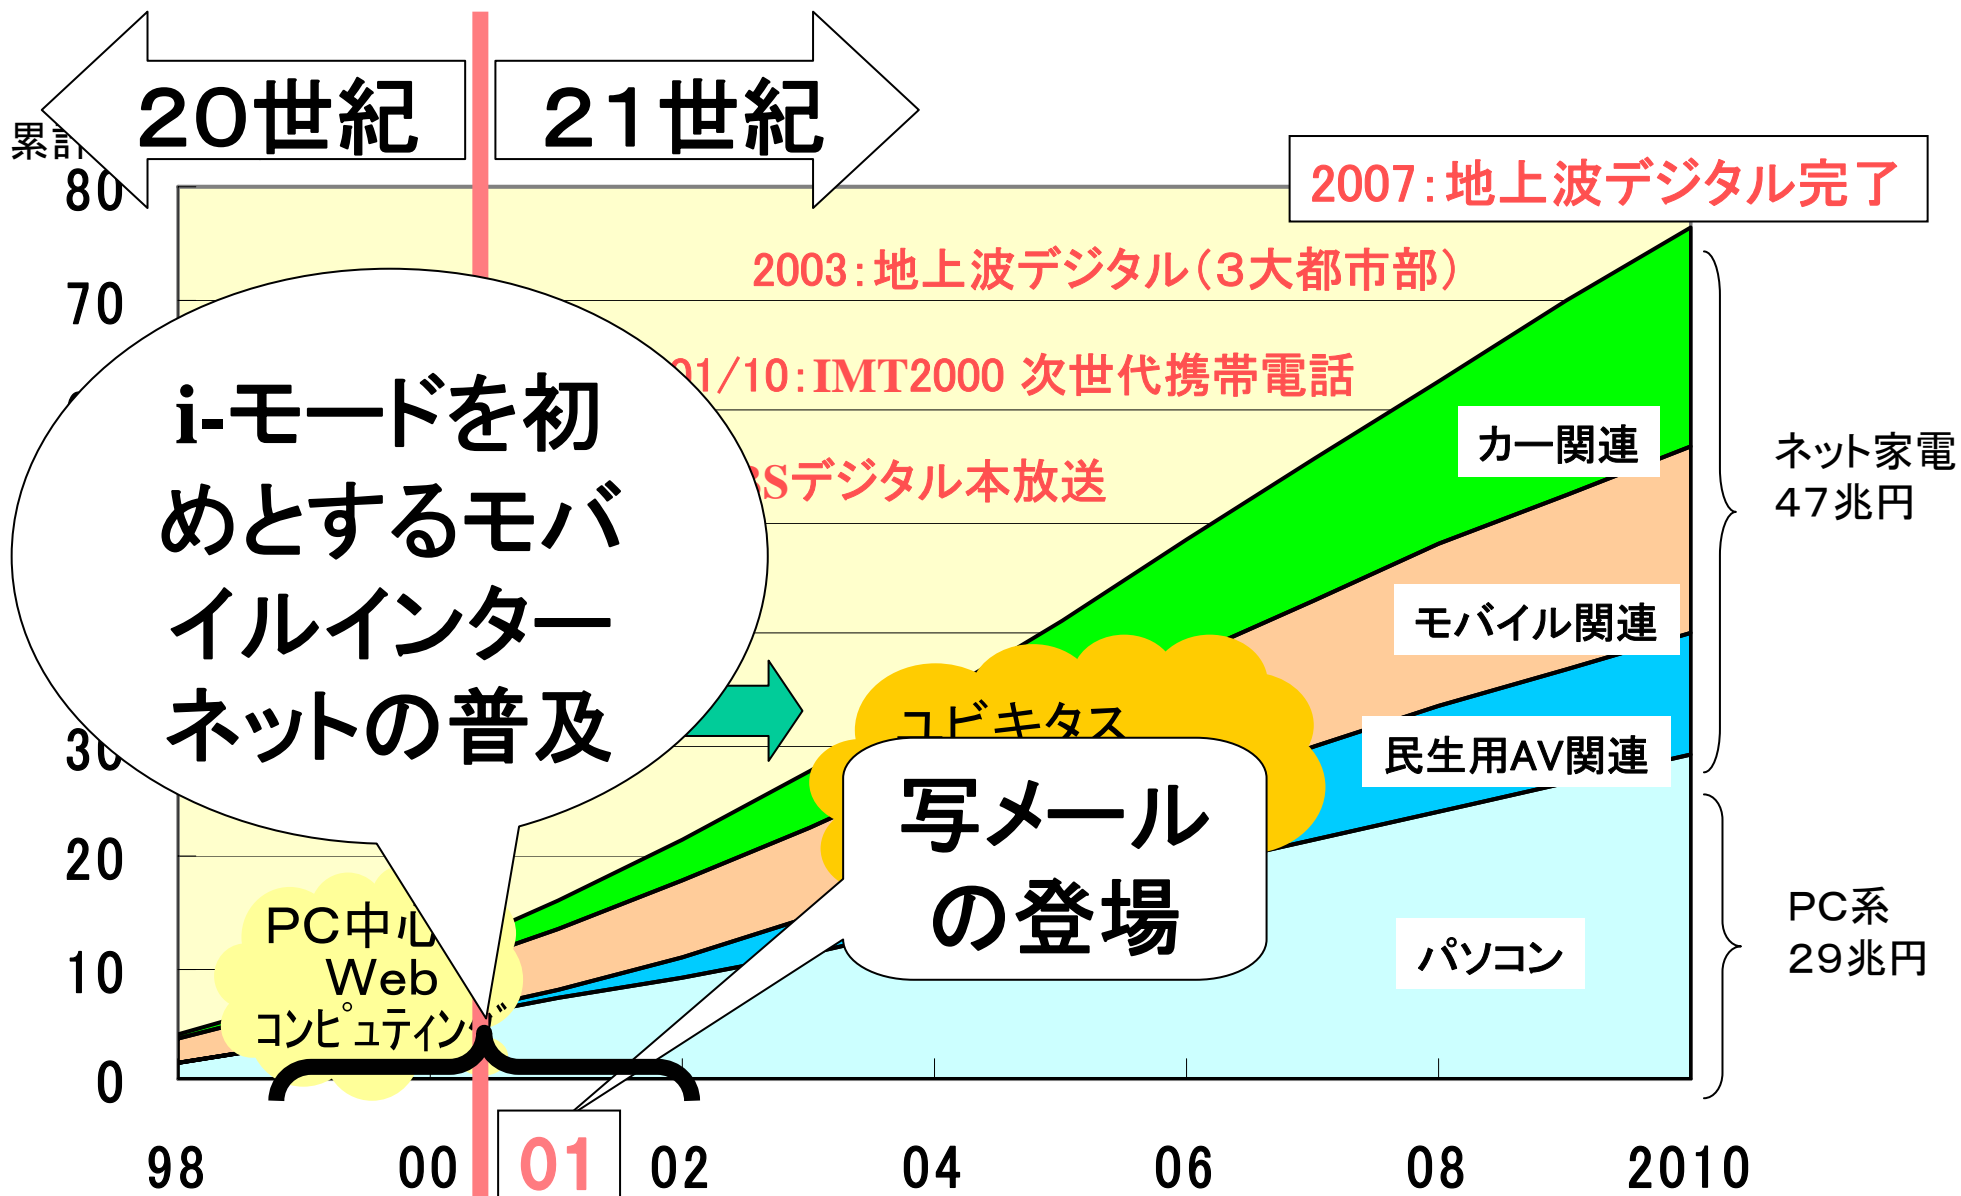 20世紀
21世紀
累計
80
2007：地上波デジタル完了
2003：地上波デジタル（３大都市部）
70
01/10：IMT2000 次世代携帯電話
i-モードを初
めとするモバ
イルインター
ネットの普及
BSデジタル本放送
カー関連
ネット家電
47兆円
モバイル関連
ユビキタス
30
民生用AV関連
写メール
の登場
20
PC中心
Web
コンピュティング
10
パソコン
PC系
29兆円
0
98
00
01
02
04
06
08
2010